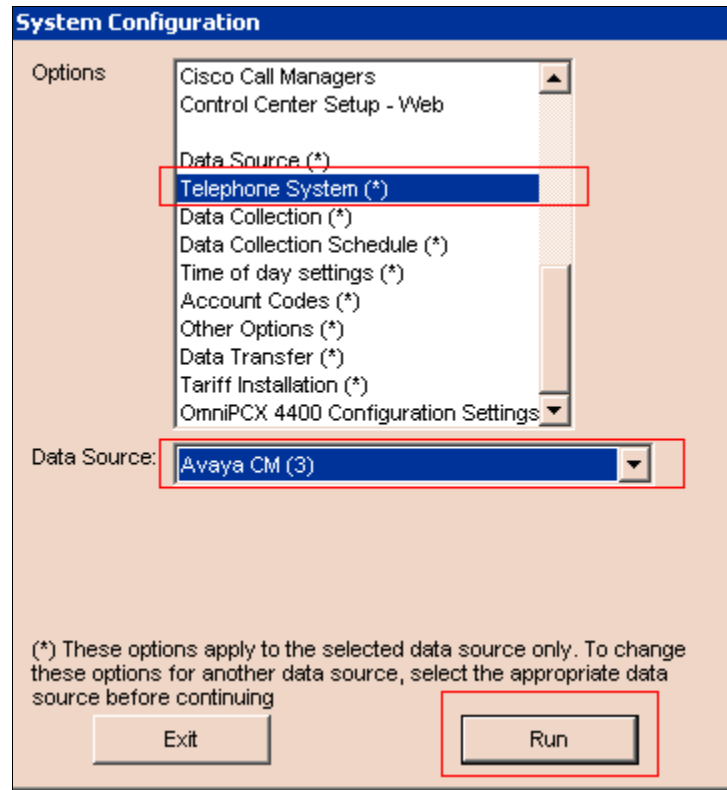 System Configuration
Options
Cisco Call Managers
Control Center Setup - Web
Data Source (*)
Telephone System (*)
Data Collection (*)
Data Collection Schedule (*)
Time of day settings (*)
Account Codes (*)
Other Options (*)
Data Transfer (*)
Tariff Installation (*)
OmniPCX 4400 Configuration Settings
Data Source:
Avaya CM (3)
(*) These options apply to the selected data source only. To change
these options for another data source, select the appropriate data
source before continuing
Exit
Run